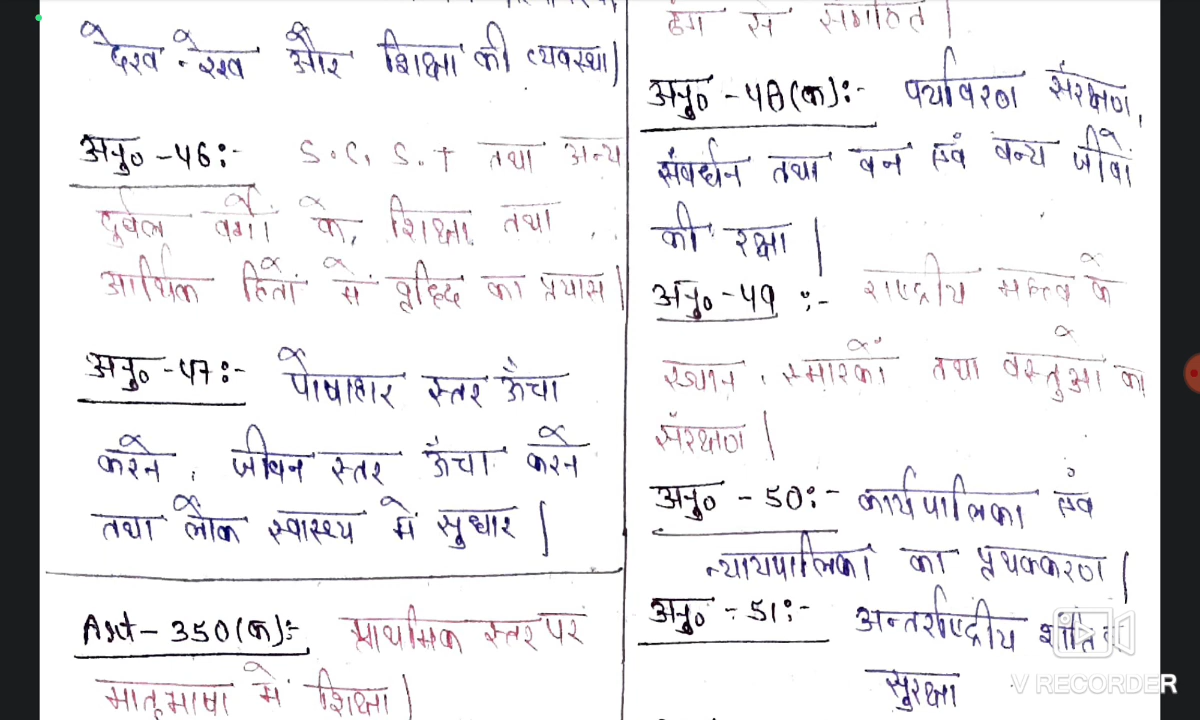 देख-रेख और शिक्षा की व्यवस्था|
अनु० -46:- S.C, S.T तथा अन्य
दुर्बल वर्गों के, शिक्षा तथा
आर्थिक हितों में वृद्धि का प्रयास|
अनु० -47:- पोषाहार स्तर ऊँचा
करने, जीवन स्तर ऊँचा करने
तथा लोक स्वास्थ्य में सुधार|
Art - 350(क):- प्राथमिक स्तर पर
मातृभाषा में शिक्षा|
ढंग से संगठित|
अनु० -48(क):- पर्यावरण संरक्षण,
संवर्धन तथा वन एवं वन्य जीवों
की रक्षा|
अनु० -49 :- राष्ट्रीय महत्व के
स्थान, स्मारकों तथा वस्तुओं का
संरक्षण|
अनु० - 50:- कार्यपालिका एवं
न्यायपालिका का पृथक्करण|
अनु० - 51:- अन्तर्राष्ट्रीय शांति
सुरक्षा
V RECORDER